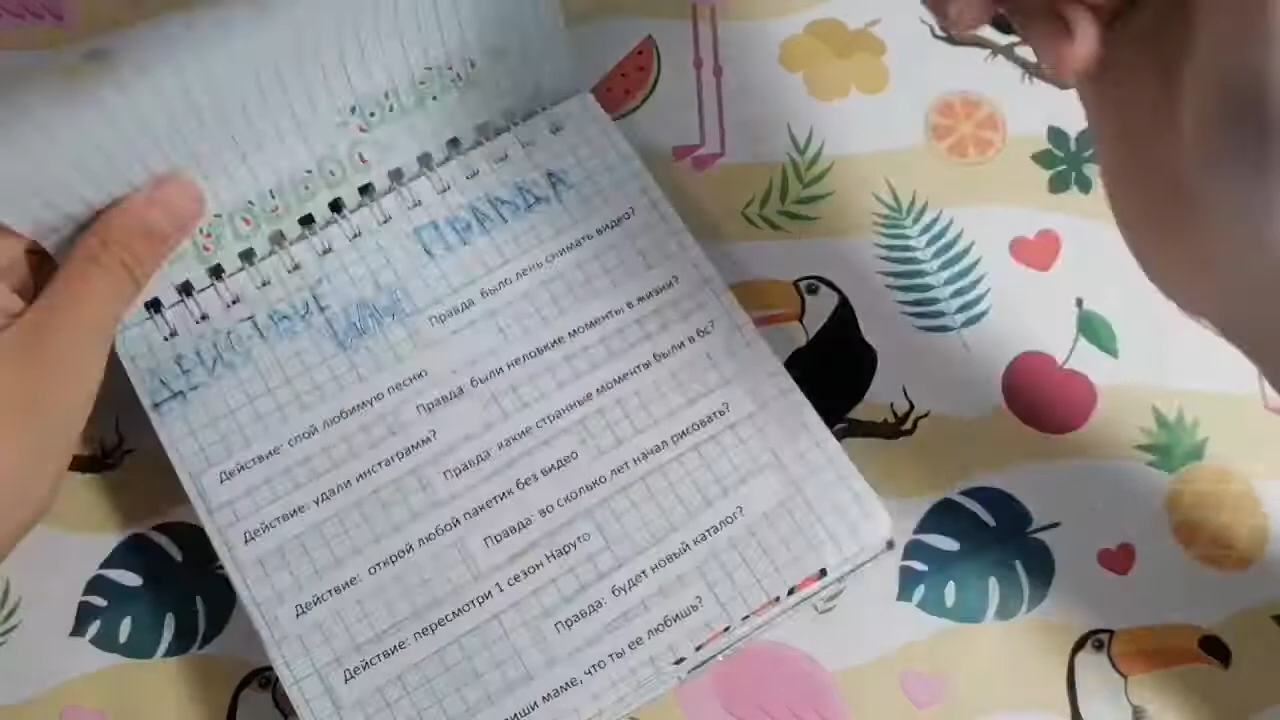 ПРАВДА
ДЕЙСТВИЕ
ИЛИ
Правда: было лень снимать видео?
Действие: спой любимую песню
Правда: были неловкие моменты в жизни?
Действие: удали инстаграмм?
Правда: какие странные моменты были в бс?
Действие: открой любой пакетик без видео
Правда: во сколько лет начал рисовать?
Действие: пересмотри 1 сезон Наруто
Правда: будет новый каталог?
маме, что ты ее любишь?